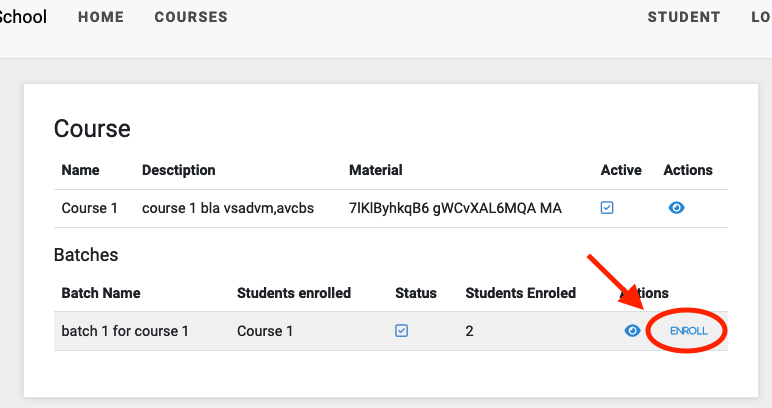 School HOME COURSES STUDENT LO
Course
Name Desctiption Material Active Actions
Course 1 course 1 bla vsadvm,avcbs 7lKlByhkqB6 gWCvXAL6MQA MA
Batches
Batch Name Students enrolled Status Students Enroled Actions
batch 1 for course 1 Course 1 2 ENROLL